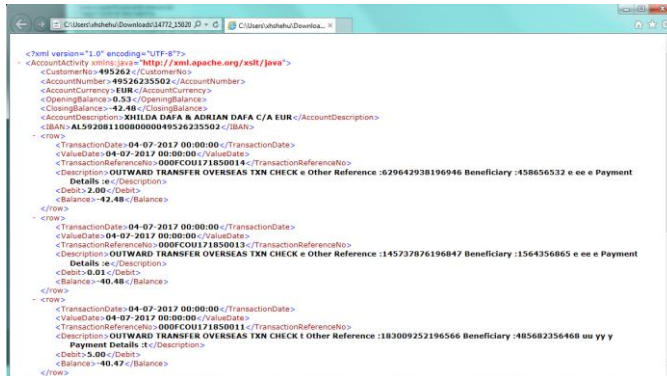 C:\Users\xhshehu\Downloads\14772_15020
C:\Users\xhshehu\Downloa...
<?xml version="1.0" encoding="UTF-8"?>
- <AccountActivity xmlns:java="http://xml.apache.org/xslt/java">
<CustomerNo>495262</CustomerNo>
<AccountNumber>49526235502</AccountNumber>
<AccountCurrency>EUR</AccountCurrency>
<OpeningBalance>0.53</OpeningBalance>
<ClosingBalance>-42.48</ClosingBalance>
<AccountDescription>XHILDA DAFA & ADRIAN DAFA C/A EUR</AccountDescription>
<IBAN>AL59208110080000049526235502</IBAN>
- <row>
<TransactionDate>04-07-2017 00:00:00</TransactionDate>
<ValueDate>04-07-2017 00:00:00</ValueDate>
<TransactionReferenceNo>000FCOU171850014</TransactionReferenceNo>
<Description>OUTWARD TRANSFER OVERSEAS TXN CHECK e Other Reference :629642938196946 Beneficiary :458656532 e ee e Payment
Details :e</Description>
<Debit>2.00</Debit>
<Balance>-42.48</Balance>
</row>
- <row>
<TransactionDate>04-07-2017 00:00:00</TransactionDate>
<ValueDate>04-07-2017 00:00:00</ValueDate>
<TransactionReferenceNo>000FCOU171850013</TransactionReferenceNo>
<Description>OUTWARD TRANSFER OVERSEAS TXN CHECK e Other Reference :145737876196847 Beneficiary :1564356865 e ee e Payment
Details :e</Description>
<Debit>0.01</Debit>
<Balance>-40.48</Balance>
</row>
- <row>
<TransactionDate>04-07-2017 00:00:00</TransactionDate>
<ValueDate>04-07-2017 00:00:00</ValueDate>
<TransactionReferenceNo>000FCOU171850011</TransactionReferenceNo>
<Description>OUTWARD TRANSFER OVERSEAS TXN CHECK t Other Reference :183009252196566 Beneficiary :485682356468 uu yy y
Payment Details :t</Description>
<Debit>5.00</Debit>
<Balance>-40.47</Balance>
</row>